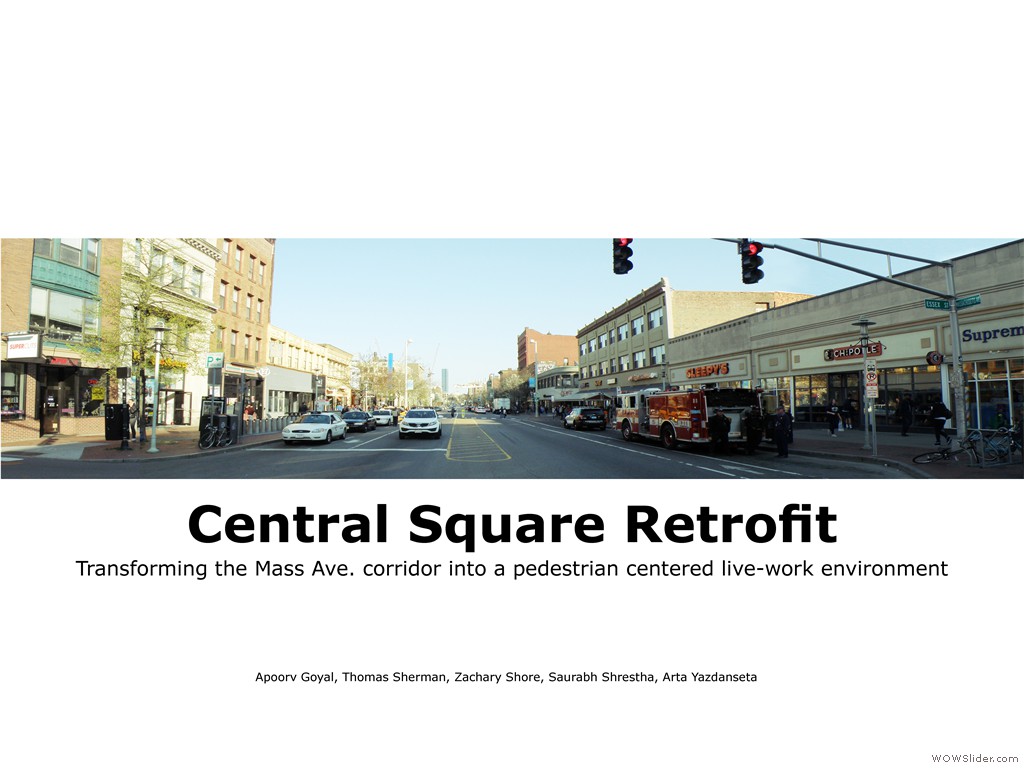 SUPER
P
ESSEX ST
SLEEPY'S
CHIPOTLE
Suprem
Central Square Retrofit
Transforming the Mass Ave. corridor into a pedestrian centered live-work environment
Apoorv Goyal, Thomas Sherman, Zachary Shore, Saurabh Shrestha, Arta Yazdanseta
WOWSlider.com